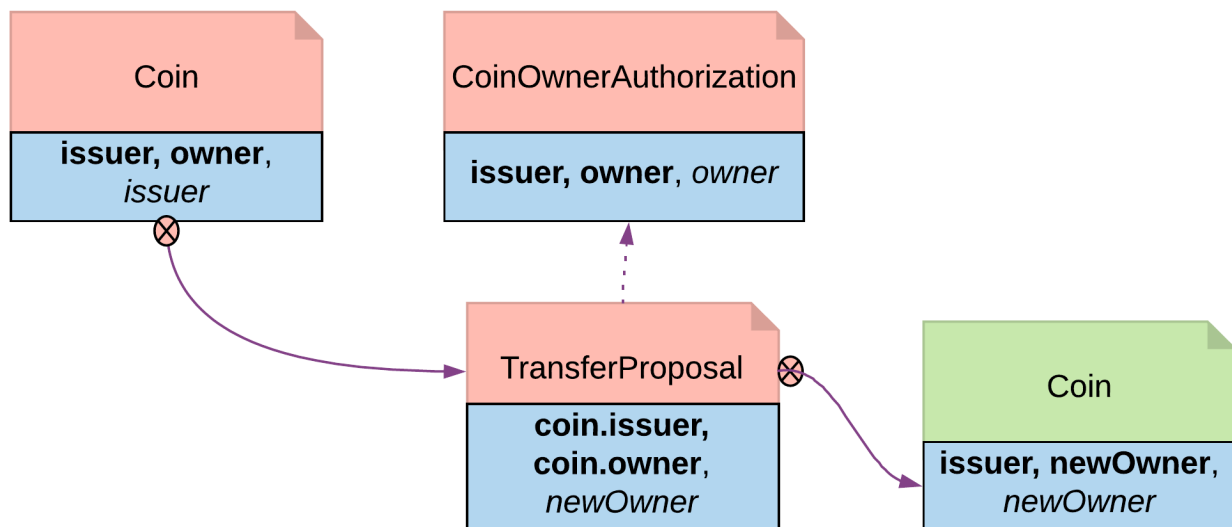 Coin
issuer, owner,
issuer
CoinOwnerAuthorization
issuer, owner, owner
TransferProposal
coin.issuer,
coin.owner,
newOwner
Coin
issuer, newOwner,
newOwner